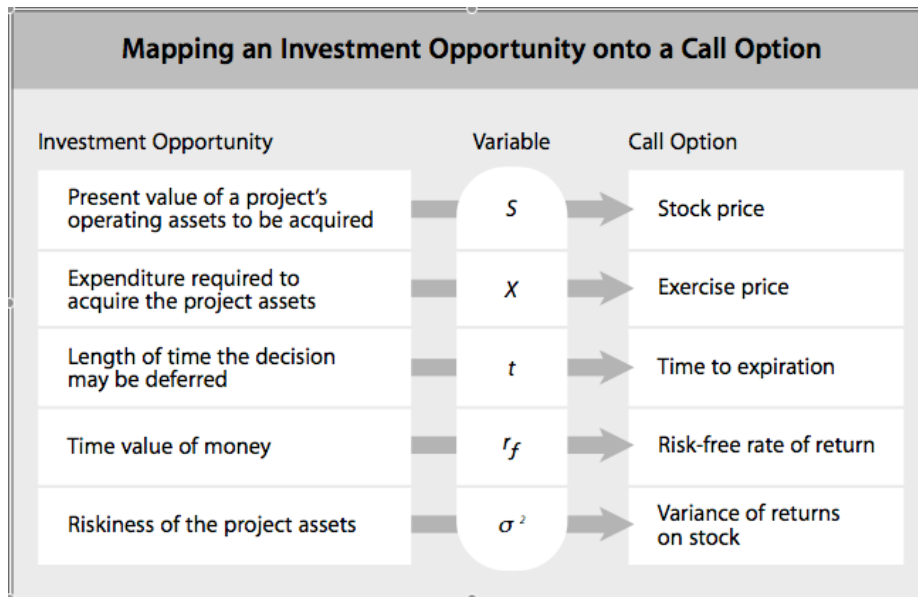 Mapping an Investment Opportunity onto a Call Option
Investment Opportunity Variable Call Option
Present value of a project's
operating assets to be acquired
S
Stock price
Expenditure required to
acquire the project assets
X
Exercise price
Length of time the decision
may be deferred
t
Time to expiration
Time value of money
r_f
Risk-free rate of return
Riskiness of the project assets
σ²
Variance of returns
on stock